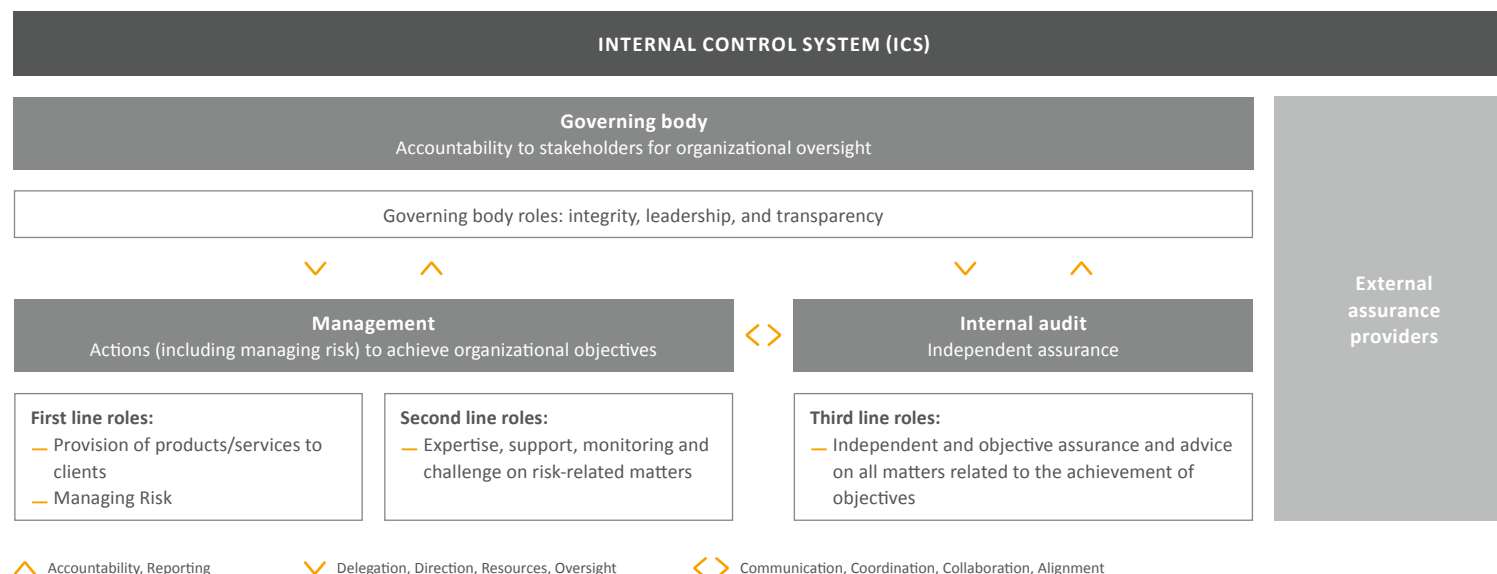 INTERNAL CONTROL SYSTEM (ICS)
Governing body
Accountability to stakeholders for organizational oversight
Governing body roles: integrity, leadership, and transparency
Management
Actions (including managing risk) to achieve organizational objectives
Internal audit
Independent assurance
External
assurance
providers
First line roles:
— Provision of products/services to
clients
— Managing Risk
Second line roles:
— Expertise, support, monitoring and
challenge on risk-related matters
Third line roles:
— Independent and objective assurance and advice
on all matters related to the achievement of
objectives
Accountability, Reporting
Delegation, Direction, Resources, Oversight
Communication, Coordination, Collaboration, Alignment